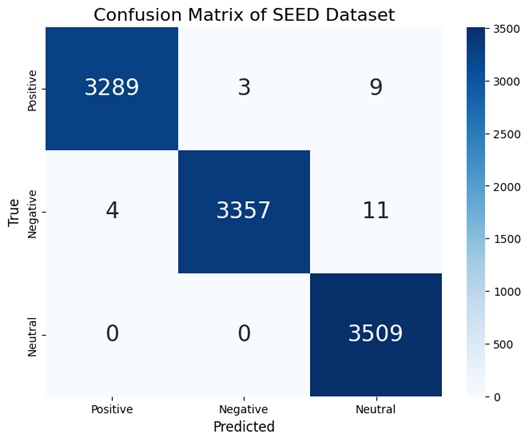 Confusion Matrix of SEED Dataset
True
Positive
3289 3 9
Negative
4 3357 11
Neutral
0 0 3509
Positive Negative Neutral
Predicted
3500
3000
2500
2000
1500
1000
500
0